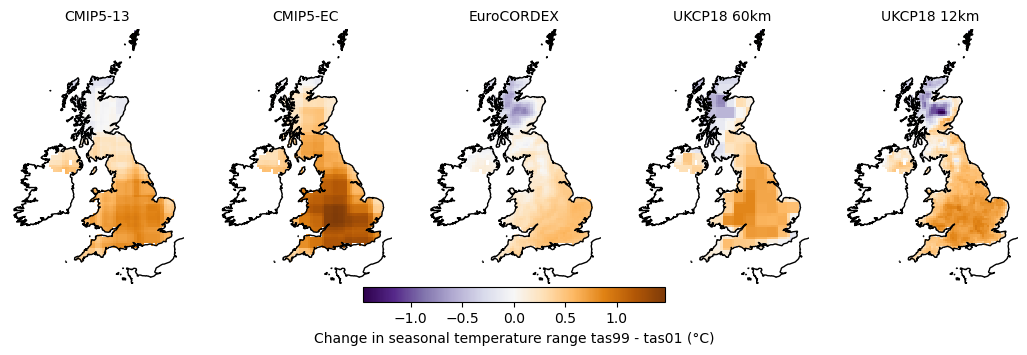 CMIP5-13 CMIP5-EC EuroCORDEX UKCP18 60km UKCP18 12km
−1.0 −0.5 0.0 0.5 1.0
Change in seasonal temperature range tas99 - tas01 (°C)